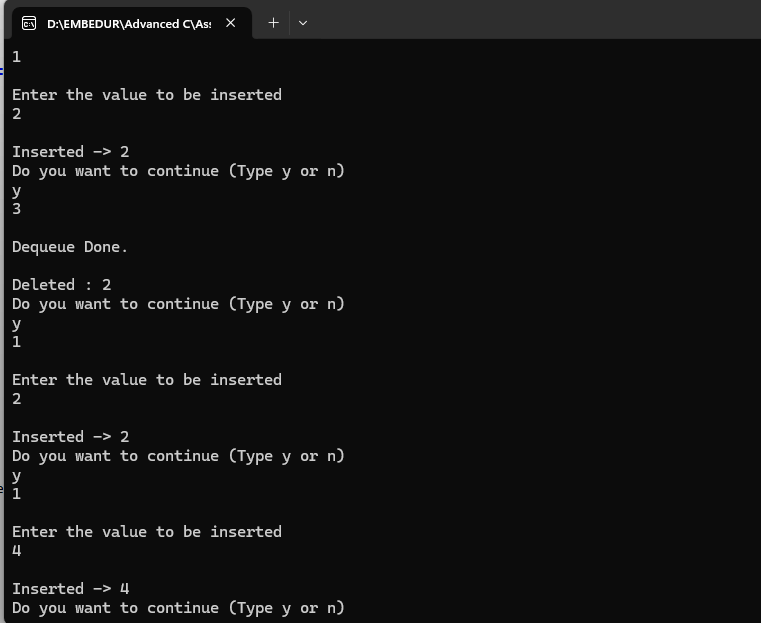 D:\EMBEDUR\Advanced C\Ass
1
Enter the value to be inserted
2
Inserted -> 2
Do you want to continue (Type y or n)
y
3
Dequeue Done.
Deleted : 2
Do you want to continue (Type y or n)
y
1
Enter the value to be inserted
2
Inserted -> 2
Do you want to continue (Type y or n)
y
1
Enter the value to be inserted
4
Inserted -> 4
Do you want to continue (Type y or n)